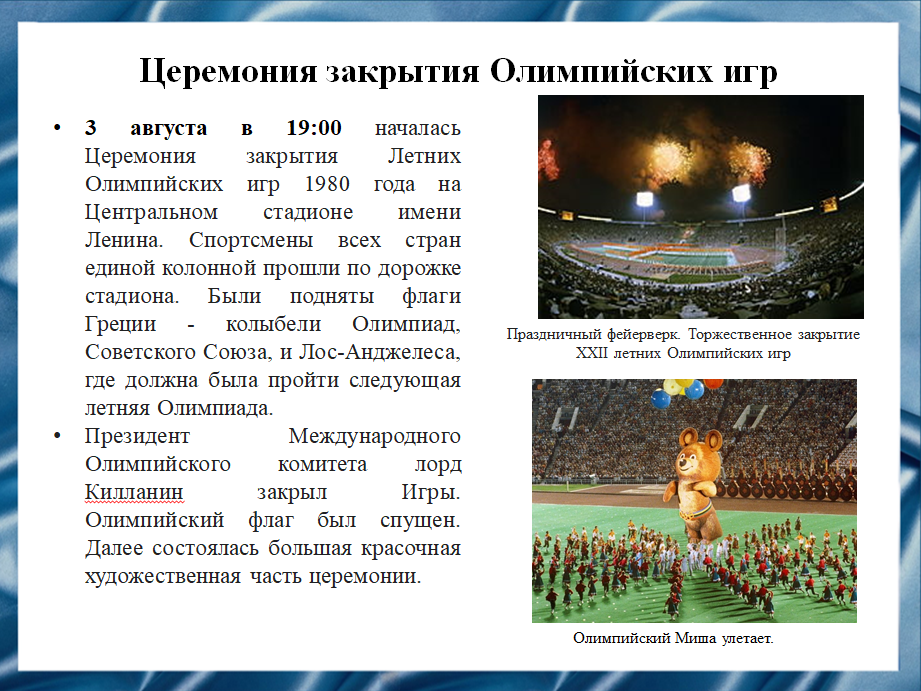 Церемония закрытия Олимпийских игр
• 3 августа в 19:00 началась
Церемония закрытия Летних
Олимпийских игр 1980 года на
Центральном стадионе имени
Ленина. Спортсмены всех стран
единой колонной прошли по дорожке
стадиона. Были подняты флаги
Греции - колыбели Олимпиад,
Советского Союза, и Лос-Анджелеса,
где должна была пройти следующая
летняя Олимпиада.
• Президент Международного
Олимпийского комитета лорд
Килланин закрыл Игры.
Олимпийский флаг был спущен.
Далее состоялась большая красочная
художественная часть церемонии.
Праздничный фейерверк. Торжественное закрытие
XXII летних Олимпийских игр
Олимпийский Миша улетает.